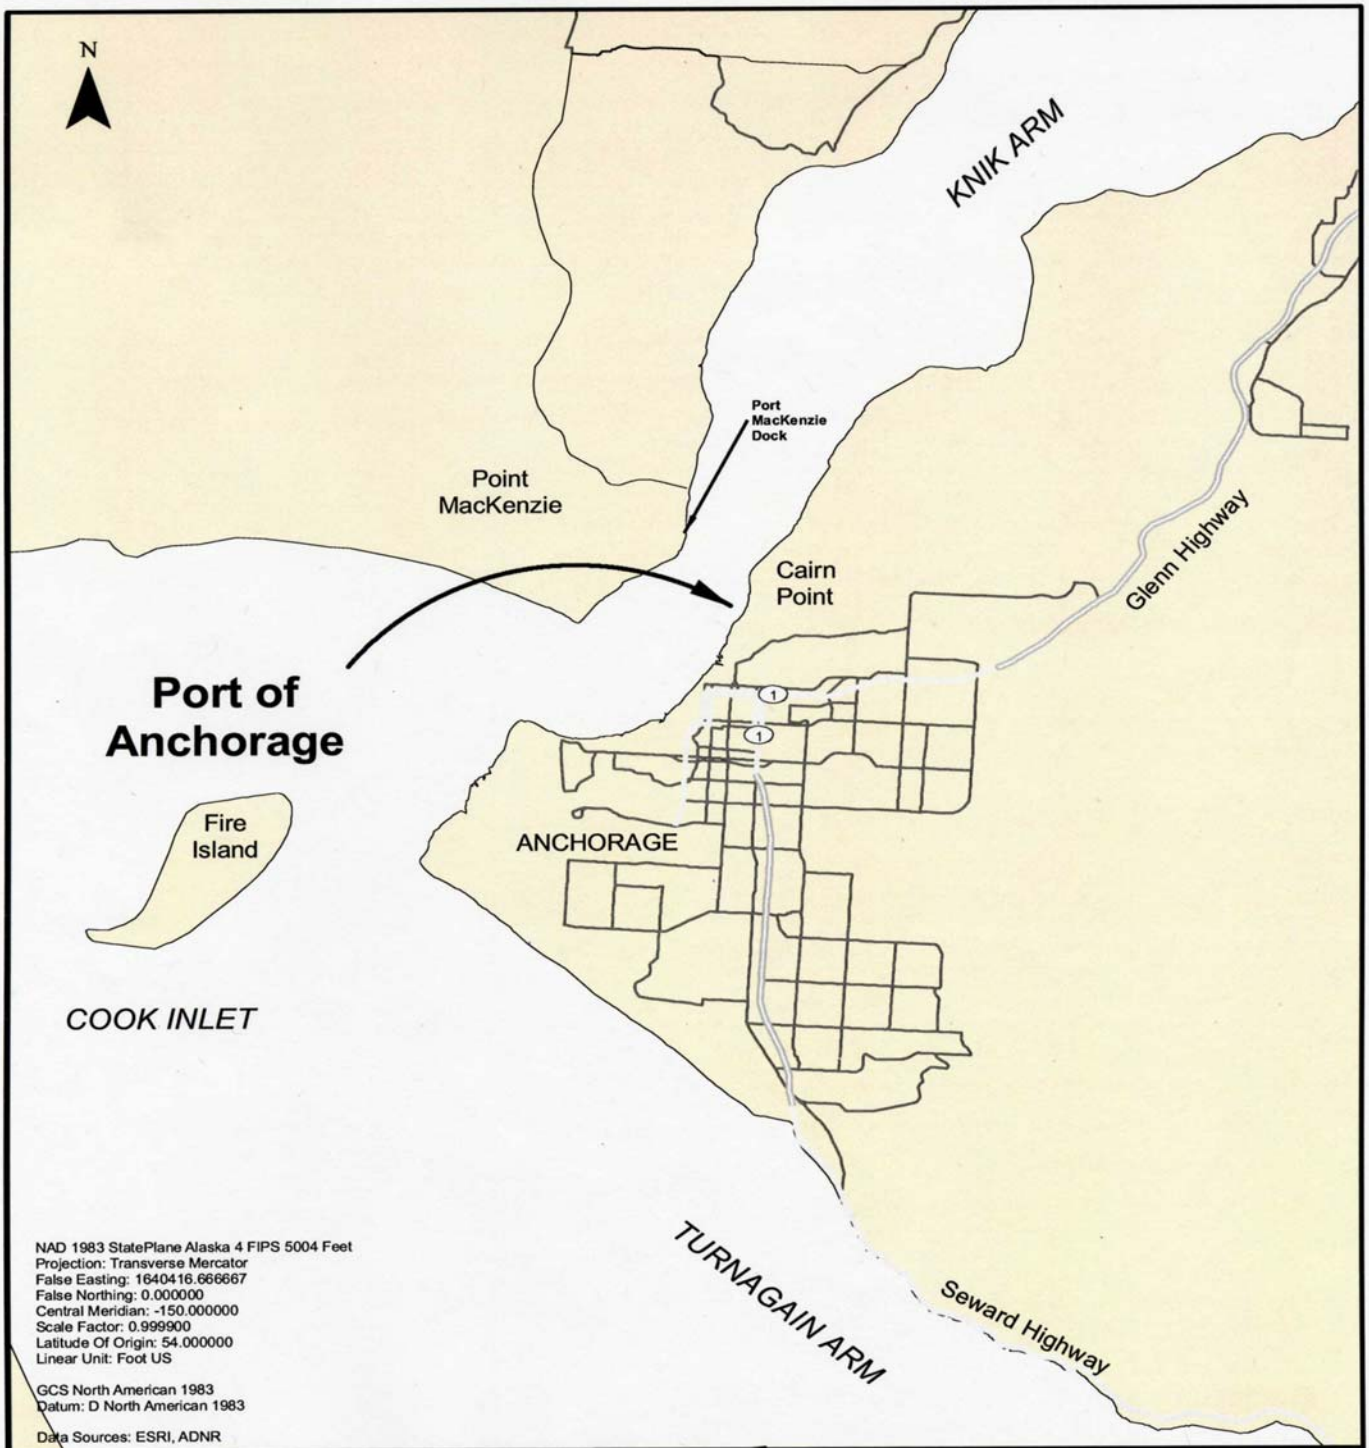 N
KNIK ARM
Port
MacKenzie
Dock
Point
MacKenzie
Glenn Highway
Cairn
Point
Port of
Anchorage
1
1
Fire
Island
ANCHORAGE
COOK INLET
TURNAGAIN ARM
Seward Highway
NAD 1983 StatePlane Alaska 4 FIPS 5004 Feet
Projection: Transverse Mercator
False Easting: 1640416.666667
False Northing: 0.000000
Central Meridian: -150.000000
Scale Factor: 0.999900
Latitude Of Origin: 54.000000
Linear Unit: Foot US
GCS North American 1983
Datum: D North American 1983
Data Sources: ESRI, ADNR